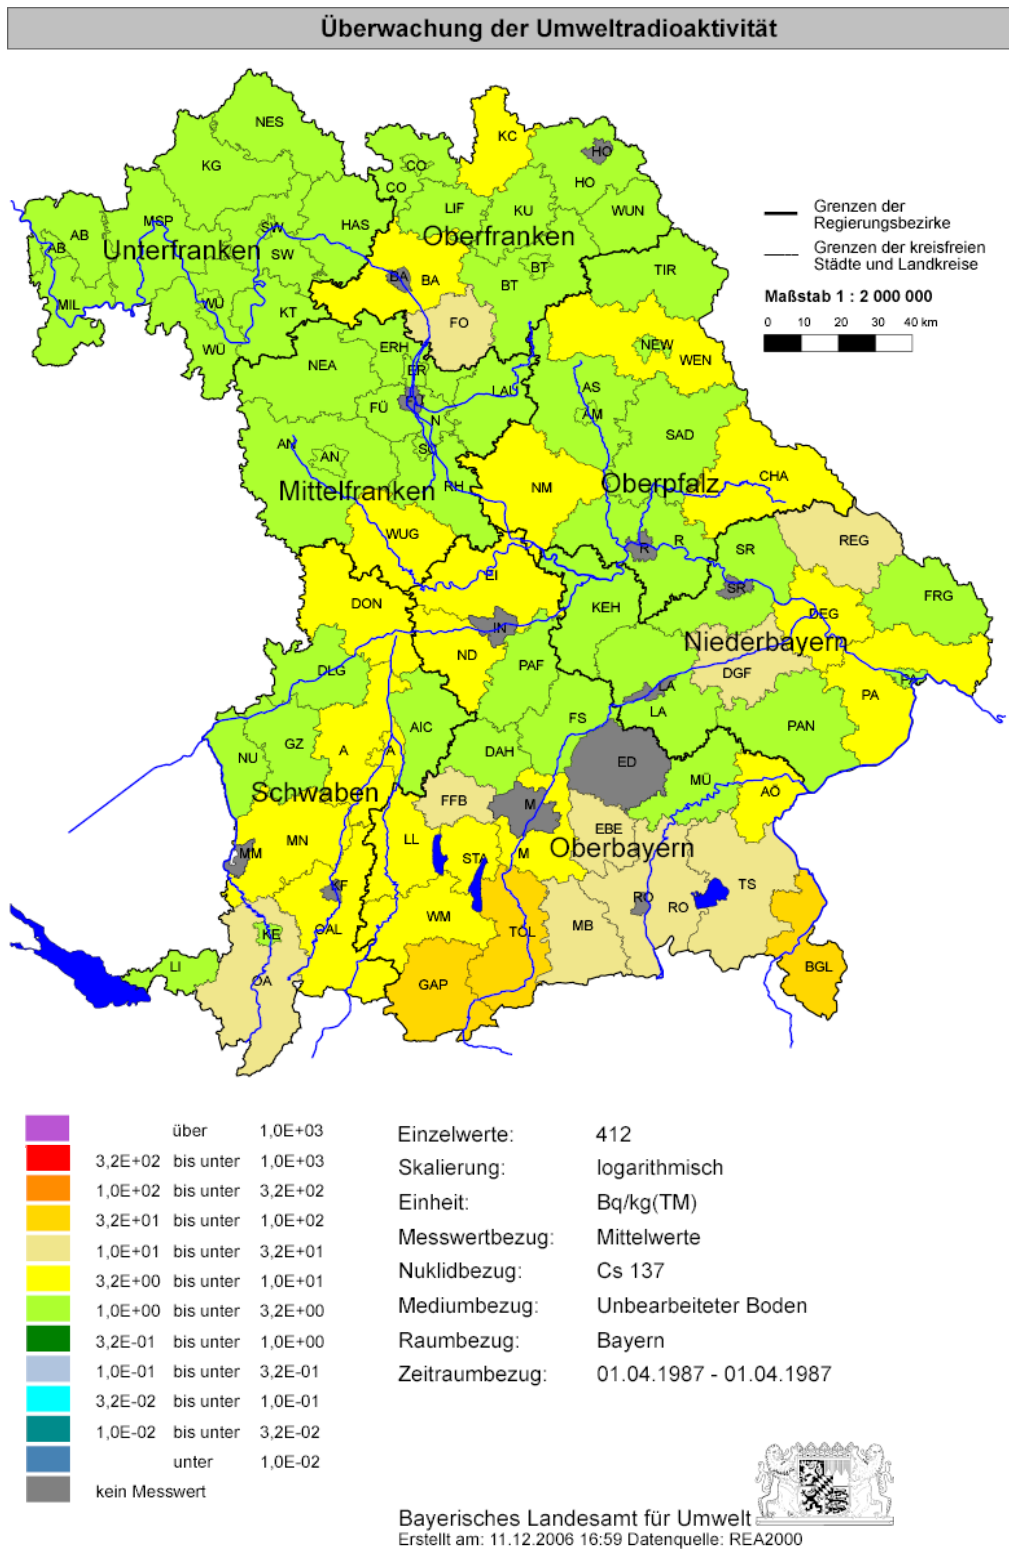 Überwachung der Umweltradioaktivität
NES
KC
KG
CO
HO
CO
HO
MSP
HAS
LIF
KU
WUN
AB
AB
SW
Unterfranken
SW
Oberfranken
BA
BA
BT
BT
TIR
MIL
WÜ
KT
FO
WÜ
ERH
NEA
ER
NEW
WEN
LAU
AS
FÜ
FÜ
N
AM
AN
AN
SC
SAD
Mittelfranken
RH
NM
Oberpfalz
CHA
WUG
R
R
SR
REG
EI
DON
KEH
SR
FRG
IN
DEG
ND
PAF
Niederbayern
DLG
DGF
PA
LA
PA
AIC
FS
LA
PAN
NU
GZ
A
A
DAH
ED
MÜ
AÖ
Schwaben
FFB
M
EBE
MN
LL
STA
M
Oberbayern
MM
KF
RO
RO
TS
OAL
WM
TOL
MB
KE
LI
OA
GAP
BGL
Grenzen der
Regierungsbezirke
Grenzen der kreisfreien
Städte und Landkreise
Maßstab 1 : 2 000 000
0 10 20 30 40 km
über 1,0E+03
3,2E+02 bis unter 1,0E+03
1,0E+02 bis unter 3,2E+02
3,2E+01 bis unter 1,0E+02
1,0E+01 bis unter 3,2E+01
3,2E+00 bis unter 1,0E+01
1,0E+00 bis unter 3,2E+00
3,2E-01 bis unter 1,0E+00
1,0E-01 bis unter 3,2E-01
3,2E-02 bis unter 1,0E-01
1,0E-02 bis unter 3,2E-02
unter 1,0E-02
kein Messwert
Einzelwerte: 412
Skalierung: logarithmisch
Einheit: Bq/kg(TM)
Messwertbezug: Mittelwerte
Nuklidbezug: Cs 137
Mediumbezug: Unbearbeiteter Boden
Raumbezug: Bayern
Zeitraumbezug: 01.04.1987 - 01.04.1987
Bayerisches Landesamt für Umwelt
Erstellt am: 11.12.2006 16:59 Datenquelle: REA2000